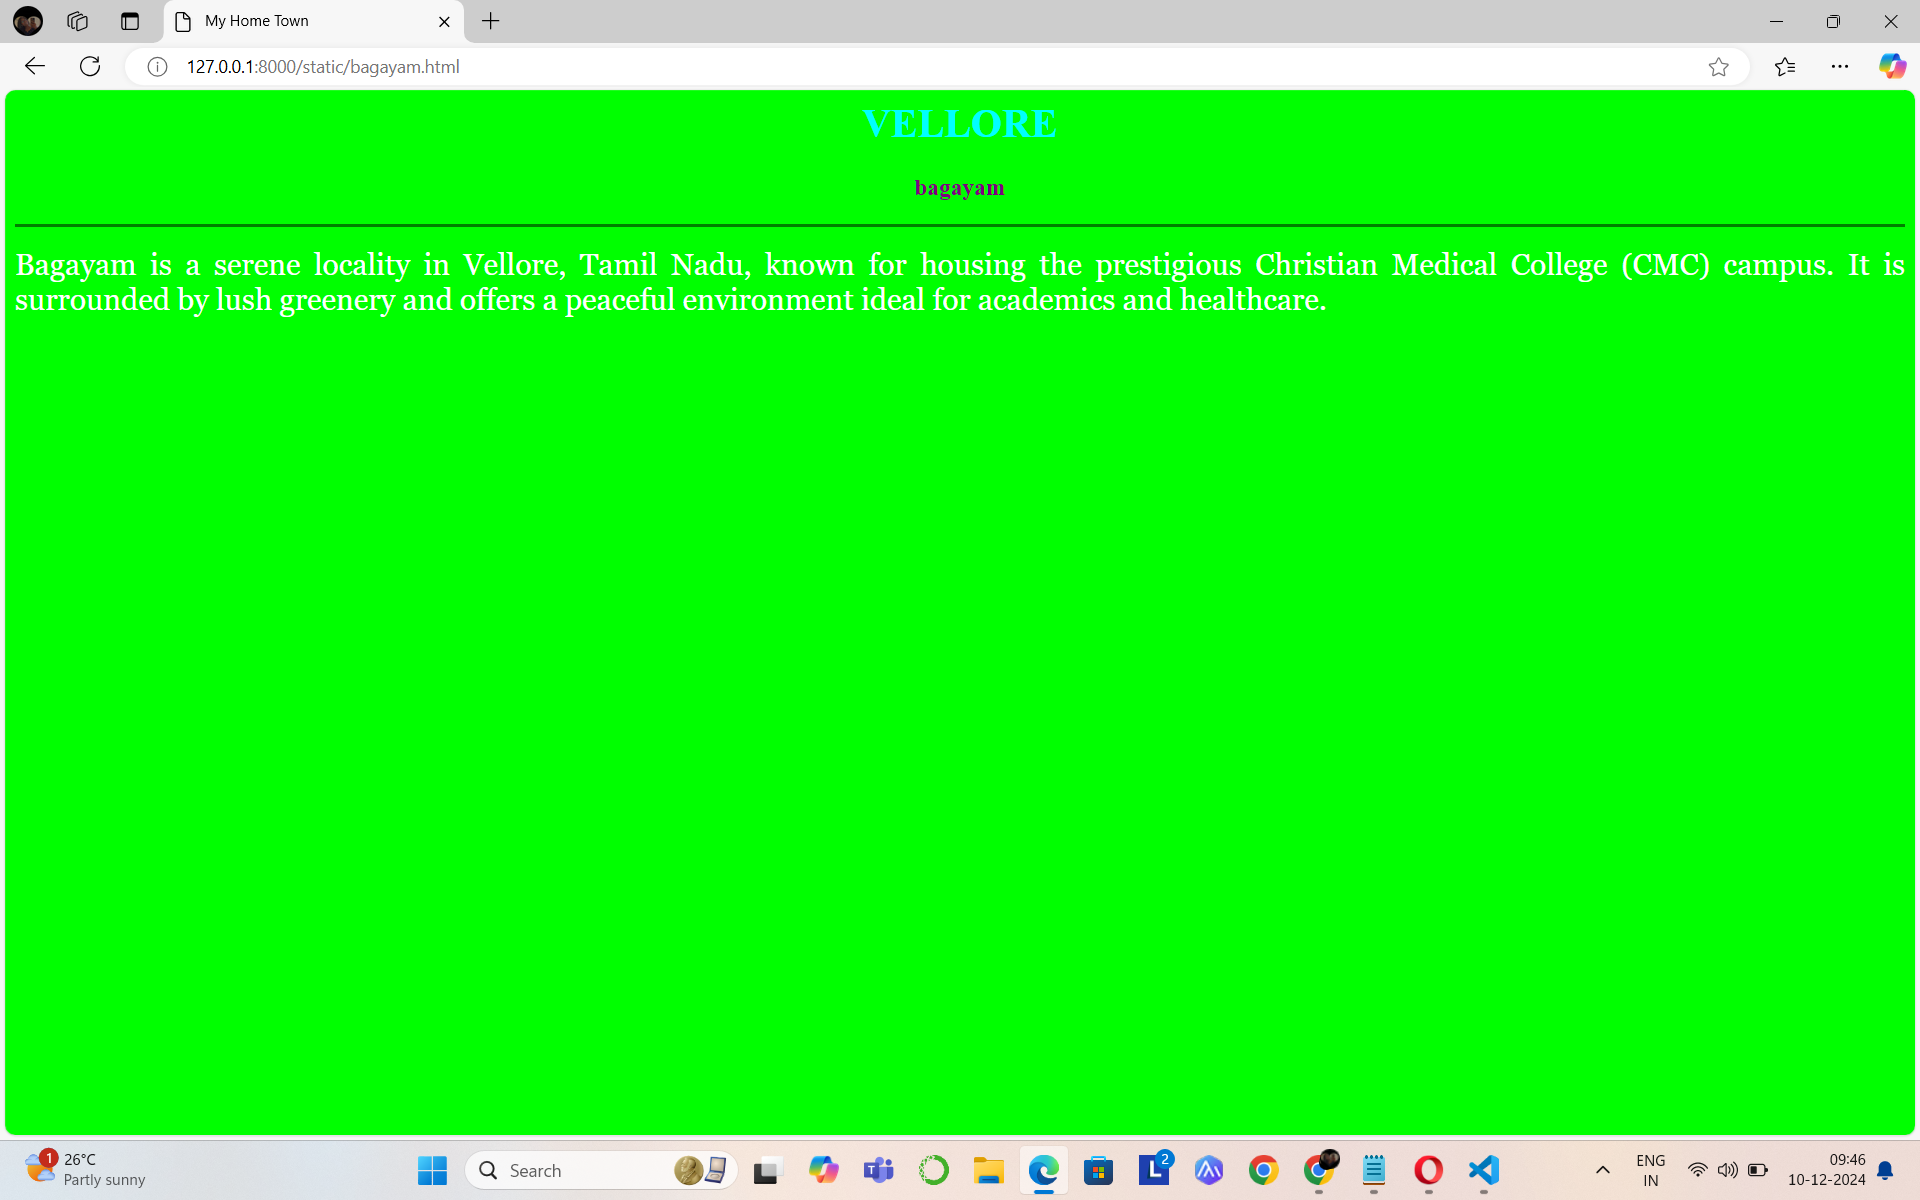 My Home Town
127.0.0.1:8000/static/bagayam.html
VELLORE
bagayam
Bagayam is a serene locality in Vellore, Tamil Nadu, known for housing the prestigious Christian Medical College (CMC) campus. It is
surrounded by lush greenery and offers a peaceful environment ideal for academics and healthcare.
1
26°C
Partly sunny
Search
L
2
ENG
IN
09:46
10-12-2024